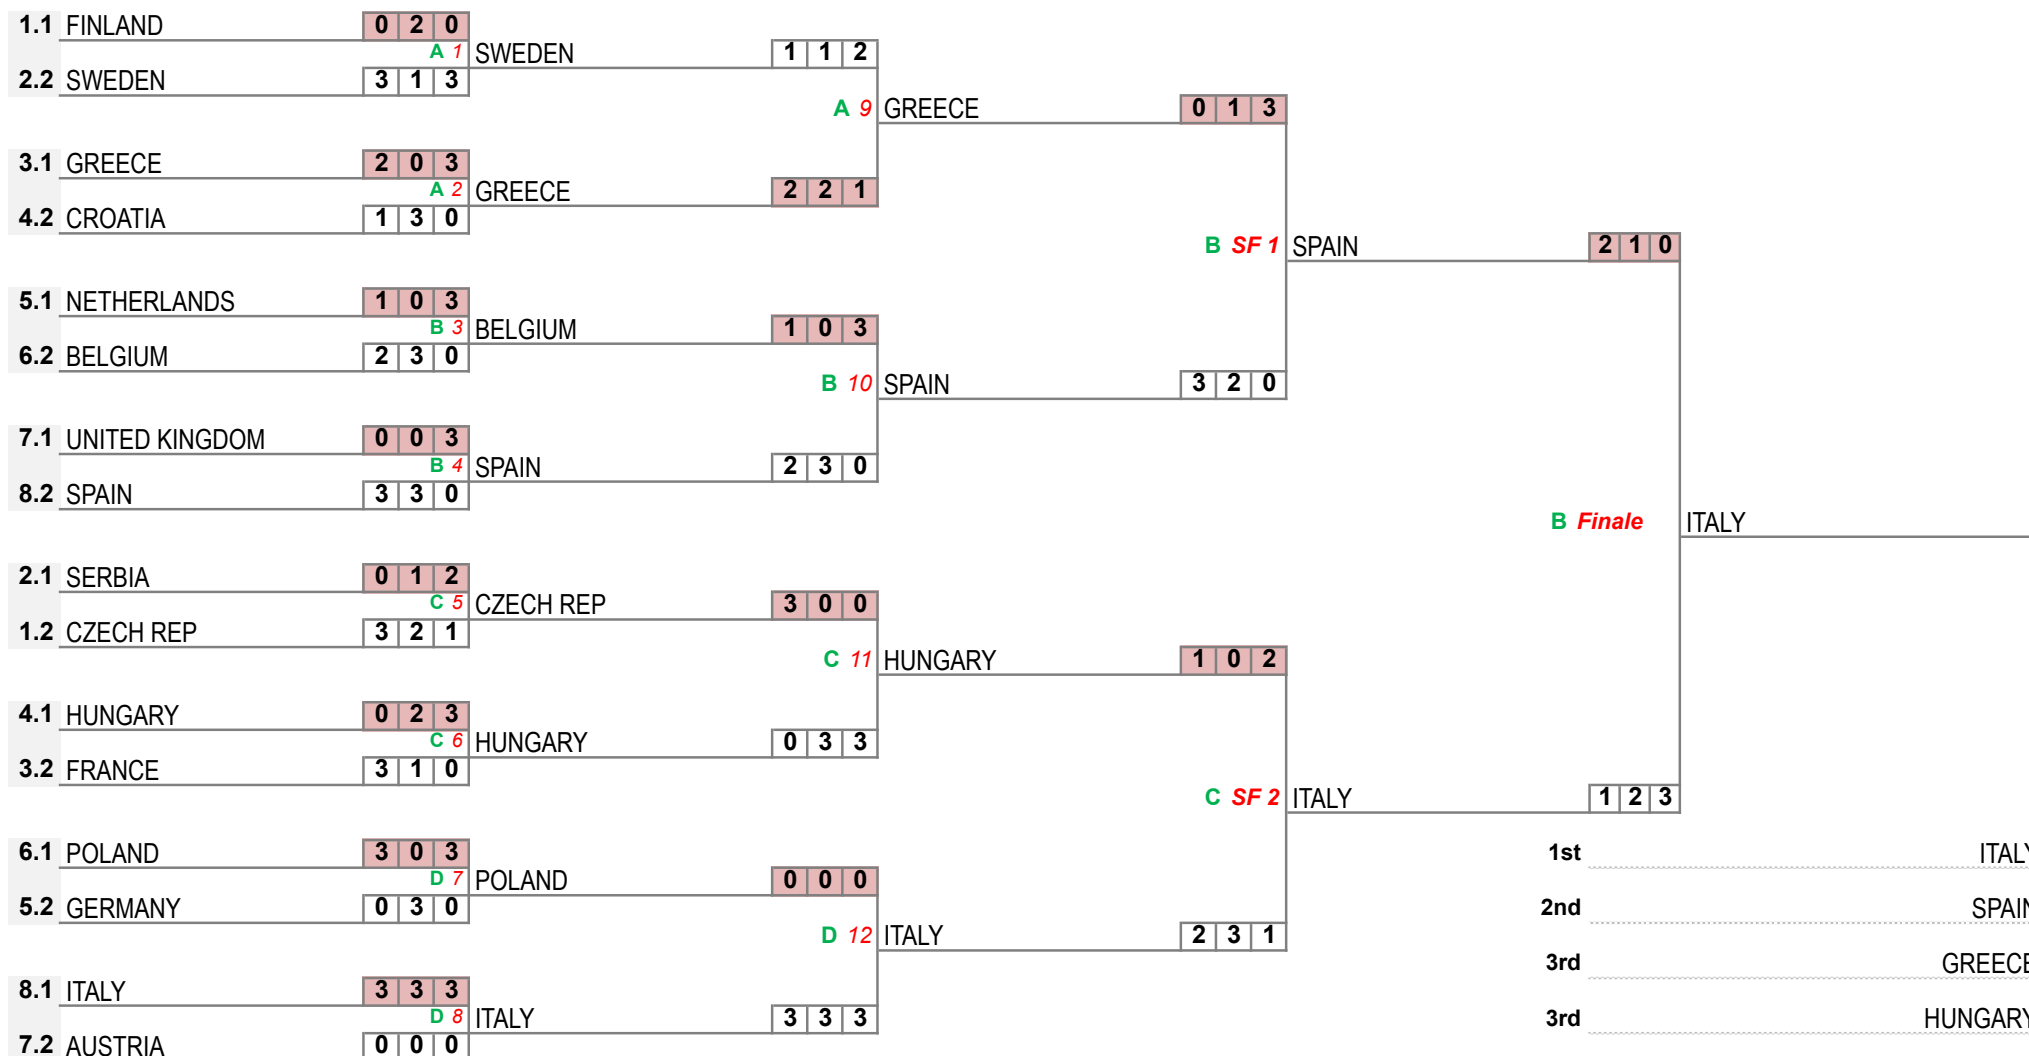 1.1 FINLAND 0 2 0
A 1 SWEDEN 1 1 2
2.2 SWEDEN 3 1 3
A 9 GREECE 0 1 3
3.1 GREECE 2 0 3
A 2 GREECE 2 2 1
4.2 CROATIA 1 3 0
B SF 1 SPAIN 2 1 0
5.1 NETHERLANDS 1 0 3
B 3 BELGIUM 1 0 3
6.2 BELGIUM 2 3 0
B 10 SPAIN 3 2 0
7.1 UNITED KINGDOM 0 0 3
B 4 SPAIN 2 3 0
8.2 SPAIN 3 3 0
B Finale ITALY
2.1 SERBIA 0 1 2
C 5 CZECH REP 3 0 0
1.2 CZECH REP 3 2 1
C 11 HUNGARY 1 0 2
4.1 HUNGARY 0 2 3
C 6 HUNGARY 0 3 3
3.2 FRANCE 3 1 0
C SF 2 ITALY 1 2 3
6.1 POLAND 3 0 3
1st ITALY
D 7 POLAND 0 0 0
5.2 GERMANY 0 3 0
2nd SPAIN
D 12 ITALY 2 3 1
3rd GREECE
8.1 ITALY 3 3 3
D 8 ITALY 3 3 3
3rd HUNGARY
7.2 AUSTRIA 0 0 0